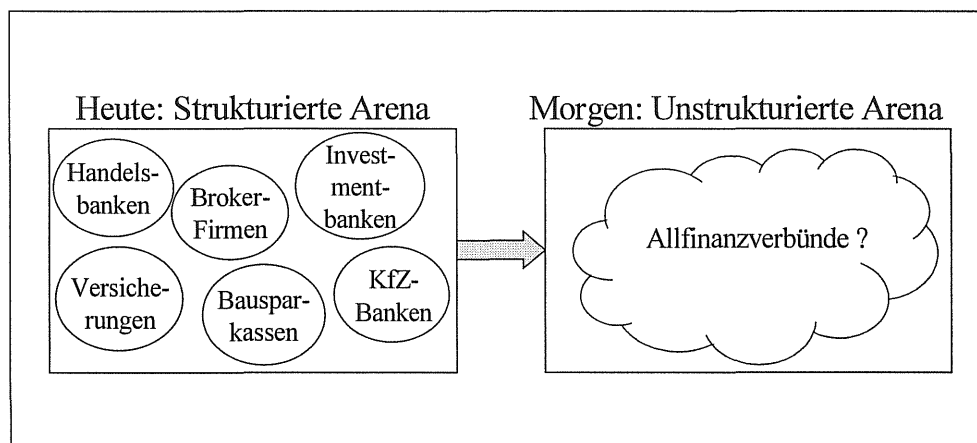 Heute: Strukturierte Arena
Handels-
banken
Broker-
Firmen
Invest-
ment-
banken
Versiche-
rungen
Bauspar-
kassen
KfZ-
Banken
Morgen: Unstrukturierte Arena
Allfinanzverbünde ?